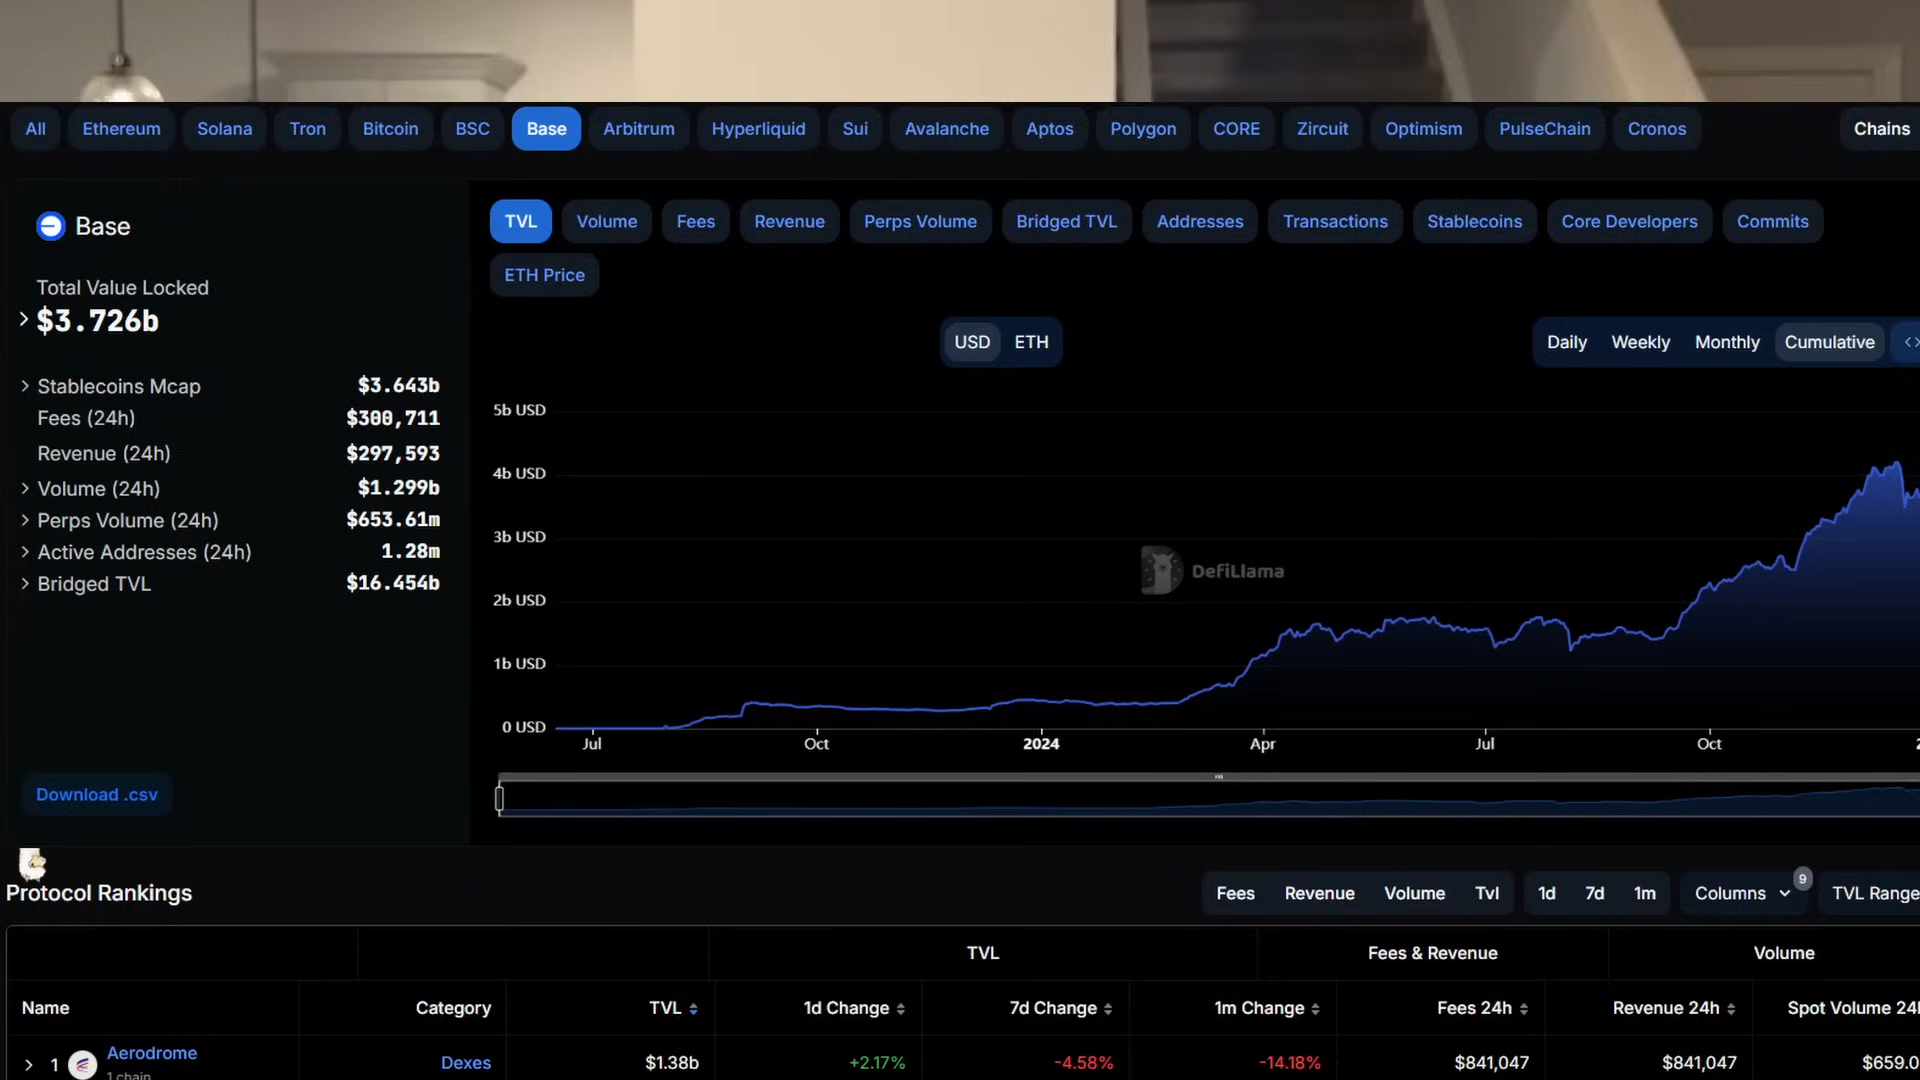 All Ethereum Solana Tron Bitcoin BSC Base Arbitrum Hyperliquid Sui Avalanche Aptos Polygon CORE Zircuit Optimism PulseChain Cronos Chains
Base
Total Value Locked
$3.726b
Stablecoins Mcap $3.643b
Fees (24h) $300,711
Revenue (24h) $297,593
Volume (24h) $1.299b
Perps Volume (24h) $653.61m
Active Addresses (24h) 1.28m
Bridged TVL $16.454b
Download .csv
TVL Volume Fees Revenue Perps Volume Bridged TVL Addresses Transactions Stablecoins Core Developers Commits
ETH Price
USD ETH
Daily Weekly Monthly Cumulative
5b USD
4b USD
3b USD
2b USD
1b USD
0 USD
DefiLlama
Jul Oct 2024 Apr Jul Oct
Protocol Rankings
Fees Revenue Volume Tvl 1d 7d 1m Columns 9 TVL Range
TVL Fees & Revenue Volume
Name Category TVL 1d Change 7d Change 1m Change Fees 24h Revenue 24h Spot Volume 24
1 Aerodrome Dexes $1.38b +2.17% -4.58% -14.18% $841,047 $841,047 $659.0
1 chain